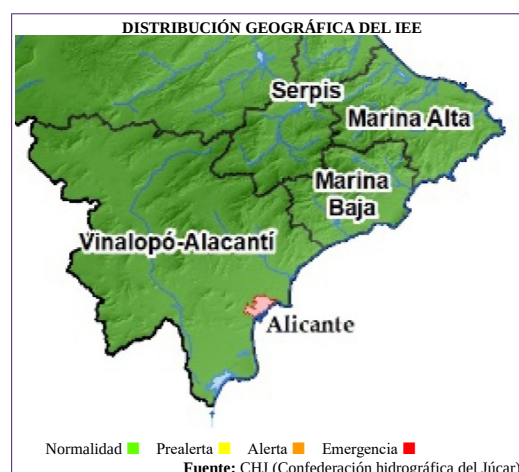 DISTRIBUCIÓN GEOGRÁFICA DEL IEE
Serpis
Marina Alta
Marina
Baja
Vinalopó-Alacantí
Alicante
Normalidad Prealerta Alerta Emergencia
Fuente: CHJ (Confederación hidrográfica del Júcar)